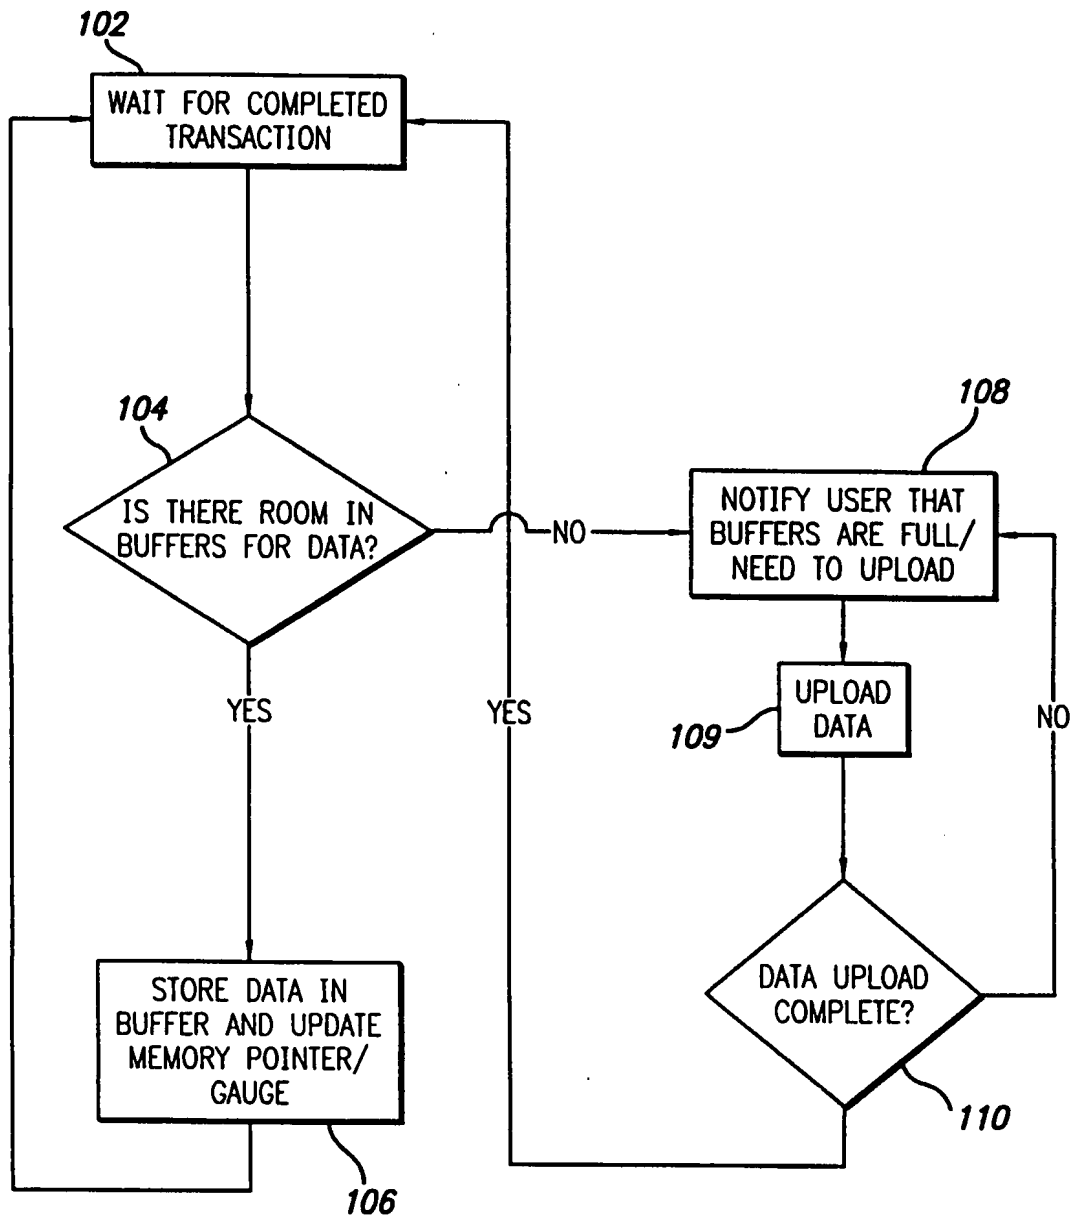 102
WAIT FOR COMPLETED
TRANSACTION
104
IS THERE ROOM IN
BUFFERS FOR DATA?
NO
108
NOTIFY USER THAT
BUFFERS ARE FULL/
NEED TO UPLOAD
YES
YES
109
UPLOAD
DATA
NO
STORE DATA IN
BUFFER AND UPDATE
MEMORY POINTER/
GAUGE
106
DATA UPLOAD
COMPLETE?
110